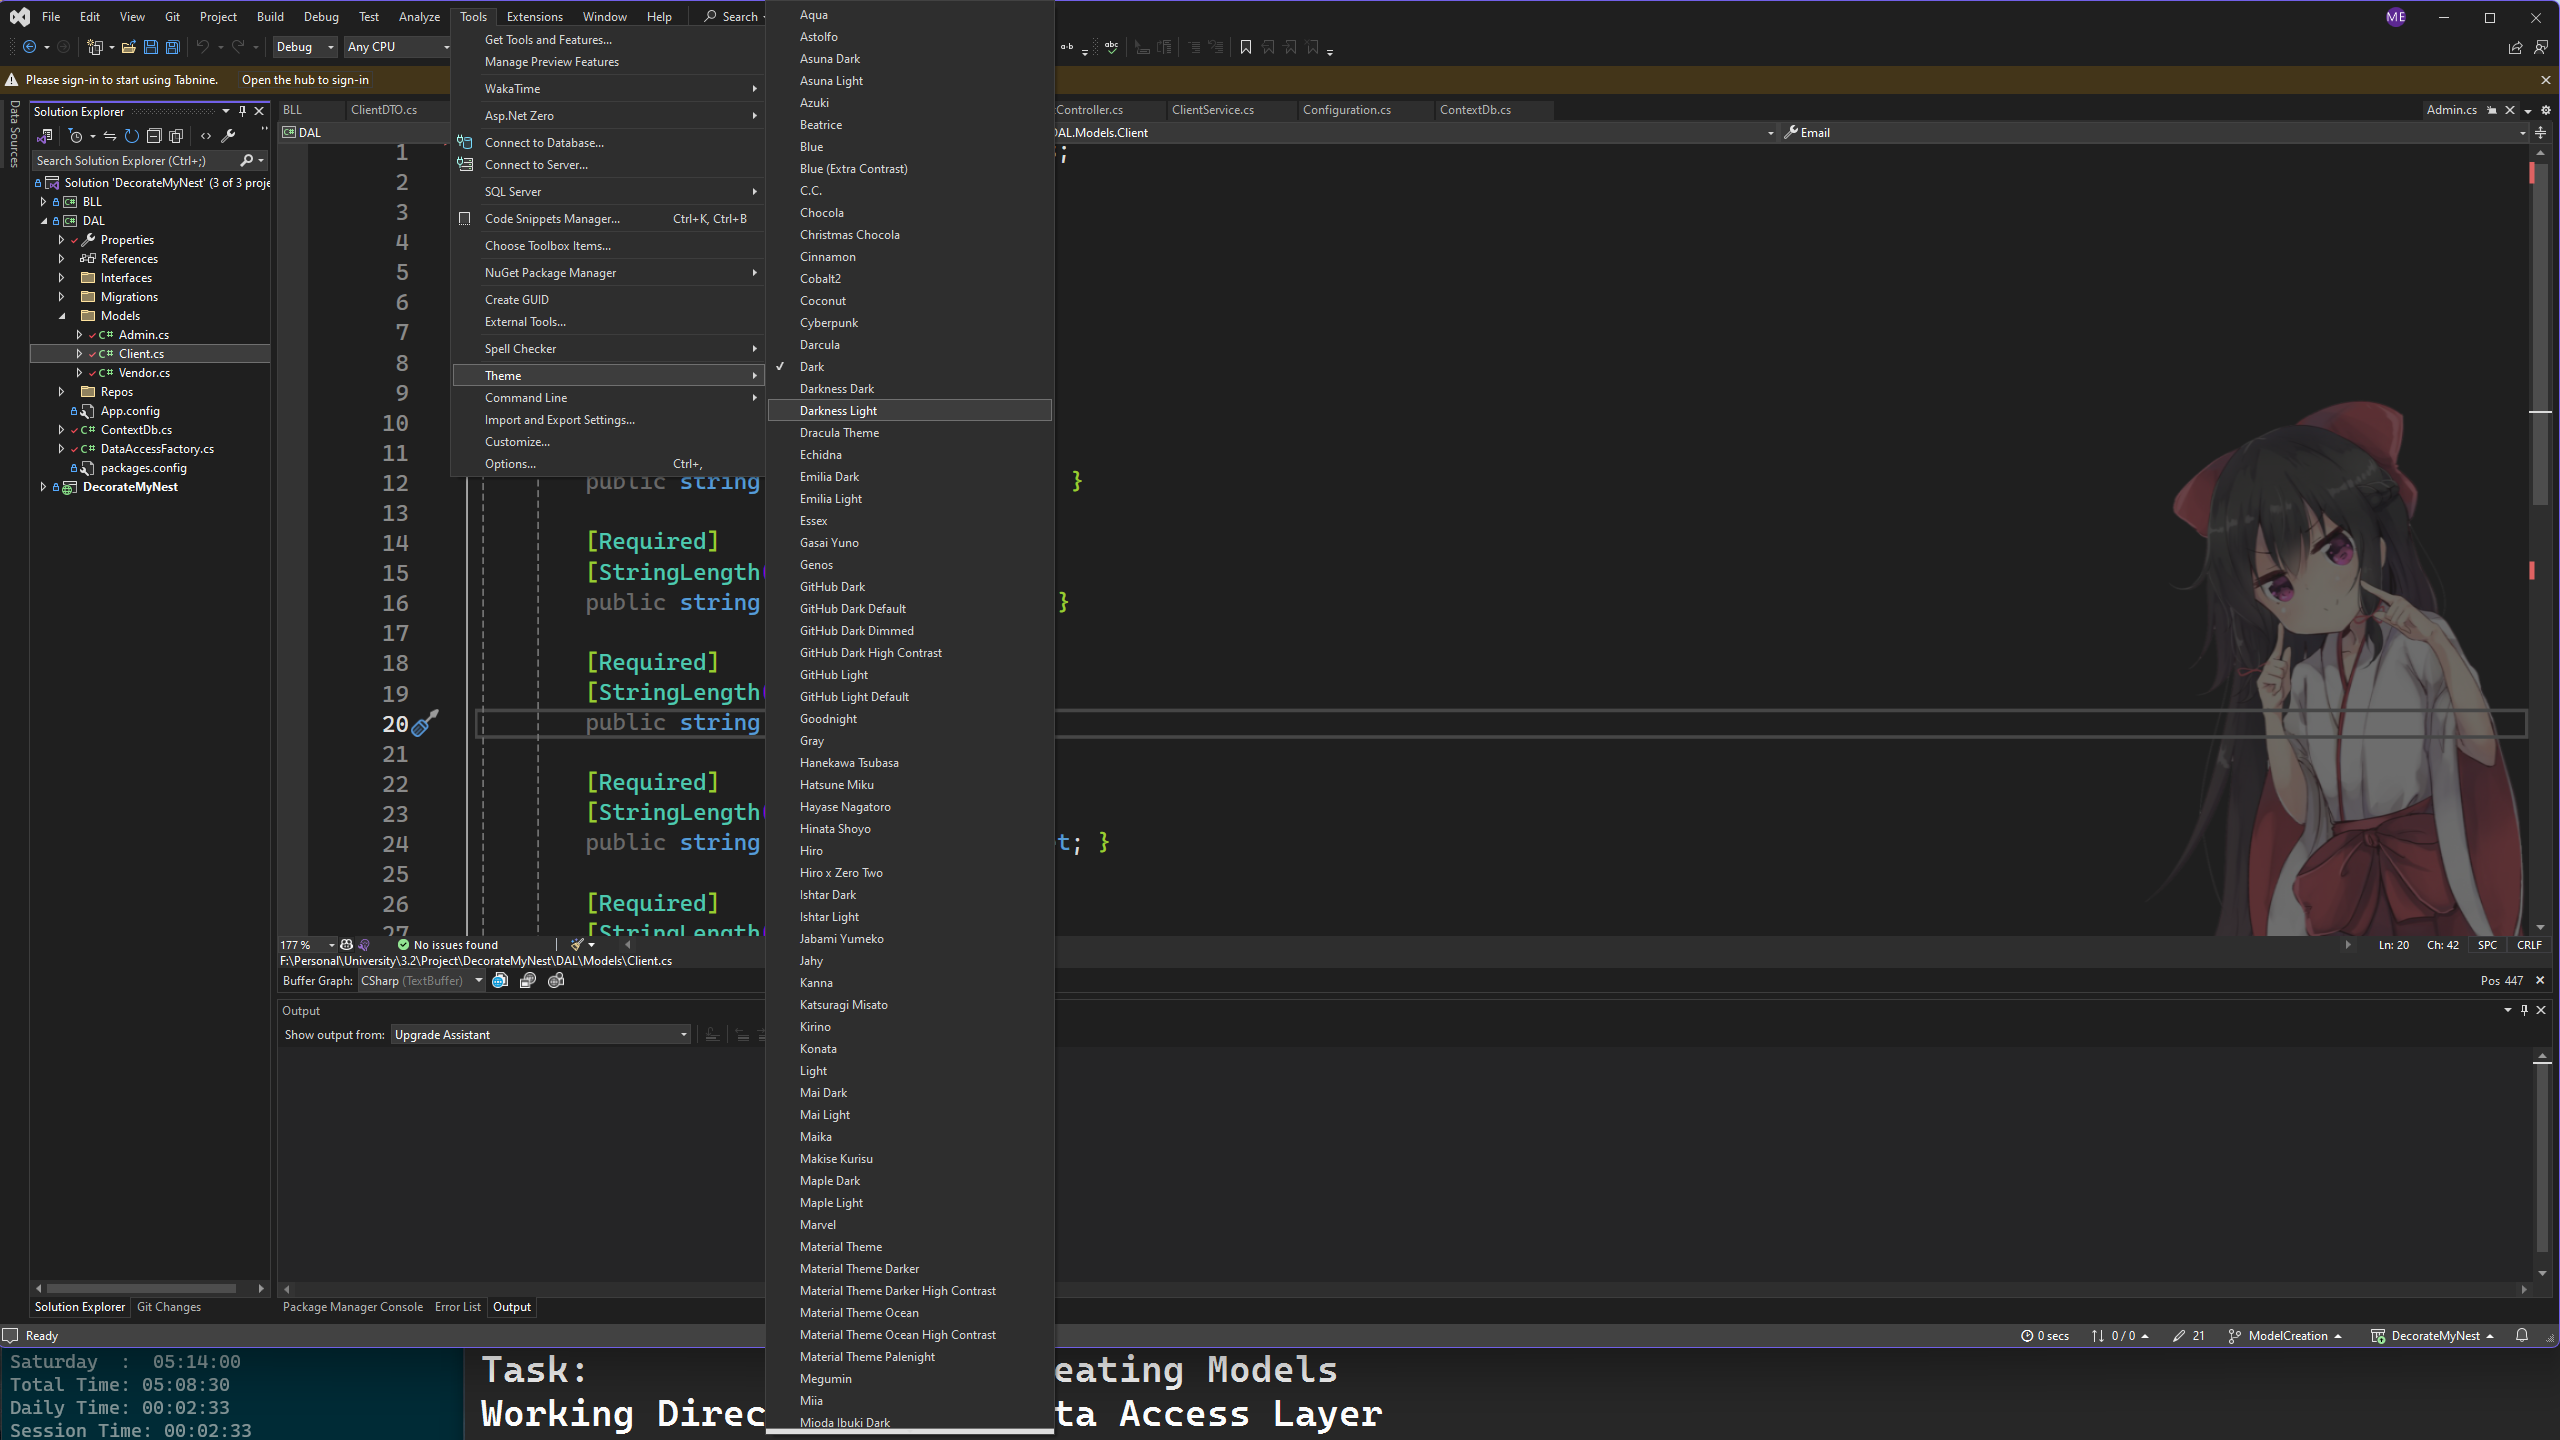 File Edit View Git Project Build Debug Test Analyze Tools Extensions Window Help Search ME
Debug Any CPU
Please sign-in to start using Tabnine. Open the hub to sign-in
Data Sources
Solution Explorer
Search Solution Explorer (Ctrl+;)
Solution 'DecorateMyNest' (3 of 3 proje
BLL
DAL
Properties
References
Interfaces
Migrations
Models
Admin.cs
Client.cs
Vendor.cs
Repos
App.config
ContextDb.cs
DataAccessFactory.cs
packages.config
DecorateMyNest
Solution Explorer Git Changes
BLL ClientDTO.cs Controller.cs ClientService.cs Configuration.cs ContextDb.cs Admin.cs
DAL DAL.Models.Client Email
Get Tools and Features...
Manage Preview Features
WakaTime
Asp.Net Zero
Connect to Database...
Connect to Server...
SQL Server
Code Snippets Manager... Ctrl+K, Ctrl+B
Choose Toolbox Items...
NuGet Package Manager
Create GUID
External Tools...
Spell Checker
Theme
Command Line
Import and Export Settings...
Customize...
Options... Ctrl+,
Aqua
Astolfo
Asuna Dark
Asuna Light
Azuki
Beatrice
Blue
Blue (Extra Contrast)
C.C.
Chocola
Christmas Chocola
Cinnamon
Cobalt2
Coconut
Cyberpunk
Darcula
Dark
Darkness Dark
Darkness Light
Dracula Theme
Echidna
Emilia Dark
Emilia Light
Essex
Gasai Yuno
Genos
GitHub Dark
GitHub Dark Default
GitHub Dark Dimmed
GitHub Dark High Contrast
GitHub Light
GitHub Light Default
Goodnight
Gray
Hanekawa Tsubasa
Hatsune Miku
Hayase Nagatoro
Hinata Shoyo
Hiro
Hiro x Zero Two
Ishtar Dark
Ishtar Light
Jabami Yumeko
Jahy
Kanna
Katsuragi Misato
Kirino
Konata
Light
Mai Dark
Mai Light
Maika
Makise Kurisu
Maple Dark
Maple Light
Marvel
Material Theme
Material Theme Darker
Material Theme Darker High Contrast
Material Theme Ocean
Material Theme Ocean High Contrast
Material Theme Palenight
Megumin
Miia
Mioda Ibuki Dark
1 ;
2
3
4
5
6
7
8
9
10
11
12 public string }
13
14 [Required]
15 [StringLength(
16 public string }
17
18 [Required]
19 [StringLength(
20 public string
21
22 [Required]
23 [StringLength(
24 public string t; }
25
26 [Required]
27 [StringLength(
177 % No issues found Ln: 20 Ch: 42 SPC CRLF
F:\Personal\University\3.2\Project\DecorateMyNest\DAL\Models\Client.cs
Buffer Graph: CSharp (TextBuffer) Pos 447
Output
Show output from: Upgrade Assistant
Package Manager Console Error List Output
Ready 0 secs 0 / 0 21 ModelCreation DecorateMyNest
Saturday : 05:14:00
Total Time: 05:08:30
Daily Time: 00:02:33
Session Time: 00:02:33
Task: eating Models
Working Direc ta Access Layer